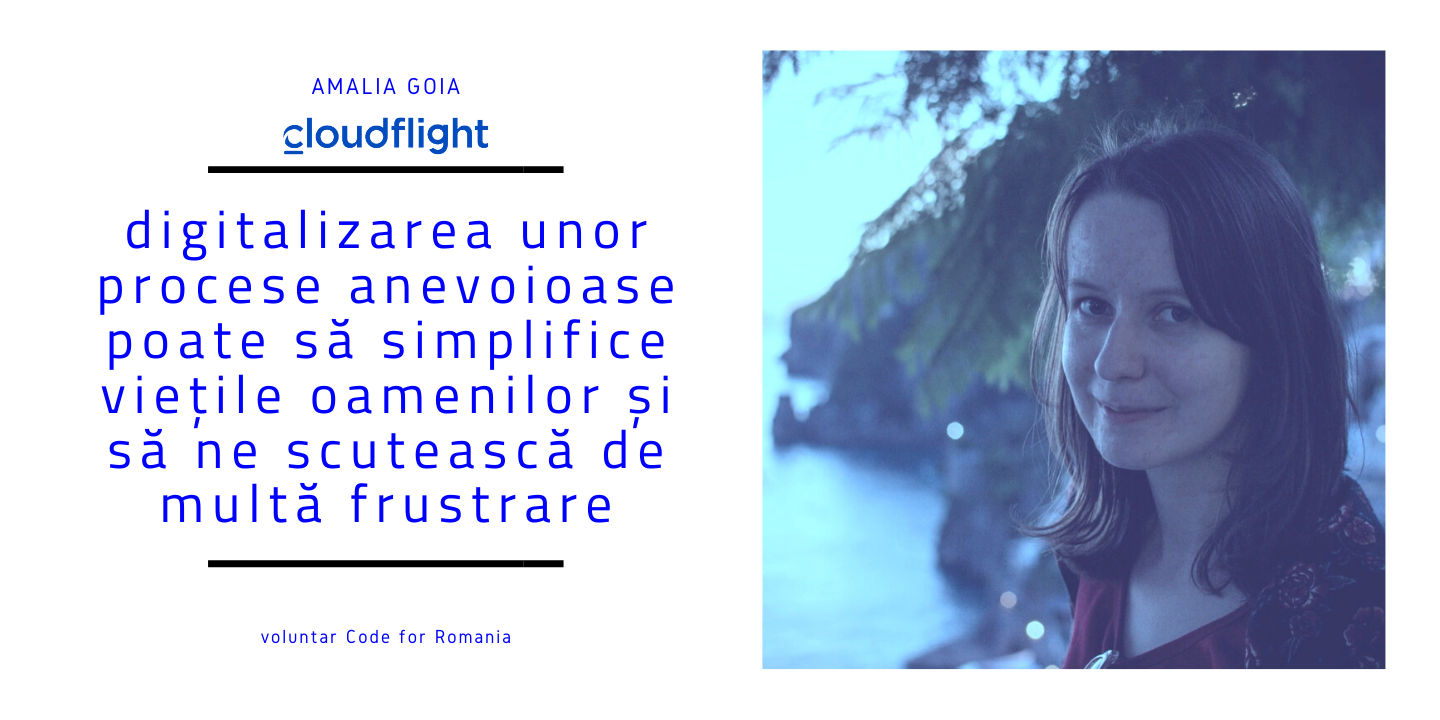 AMALIA GOIA
cloudflight
digitalizarea unor
procese anevoioase
poate să simplifice
viețile oamenilor și
să ne scutească de
multă frustrare
voluntar Code for Romania